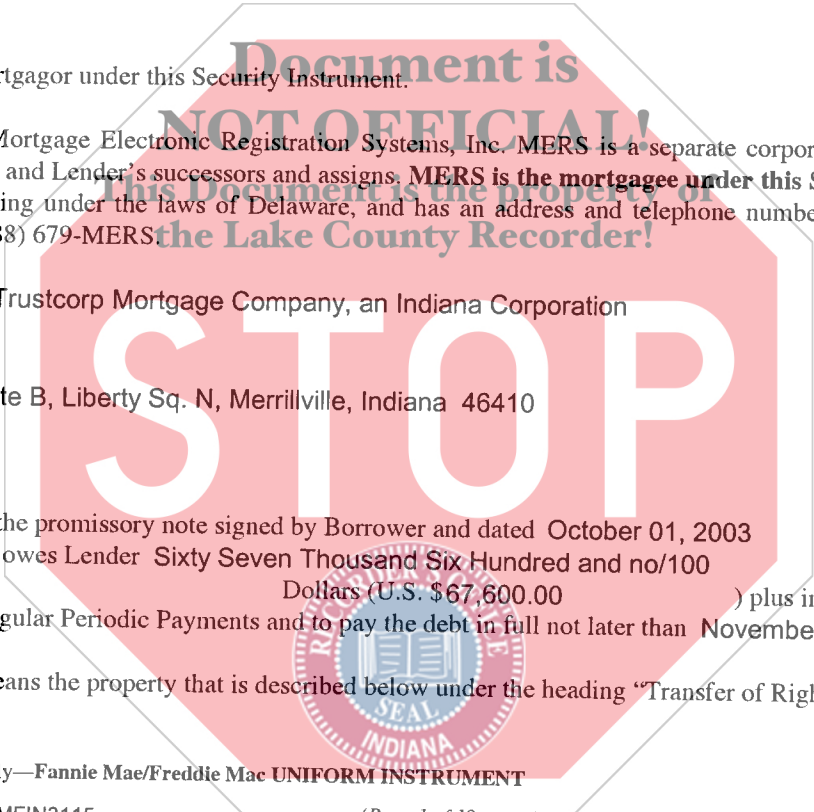 Document is
rtgagor under this Security Instrument.
NOT OFFICIAL!
Mortgage Electronic Registration Systems, Inc. MERS is a separate corpor
and Lender's successors and assigns. MERS is the mortgagee under this S
This Document is the property of
ing under the laws of Delaware, and has an address and telephone numbe
8) 679-MERS.
the Lake County Recorder!
Trustcorp Mortgage Company, an Indiana Corporation
STOP
te B, Liberty Sq. N, Merrillville, Indiana 46410
the promissory note signed by Borrower and dated October 01, 2003
owes Lender Sixty Seven Thousand Six Hundred and no/100
Dollars (U.S. $67,600.00 ) plus in
gular Periodic Payments and to pay the debt in full not later than Novembe
RECORDER'S OFFICE
eans the property that is described below under the heading “Transfer of Righ
SEAL
INDIANA
y—Fannie Mae/Freddie Mac UNIFORM INSTRUMENT